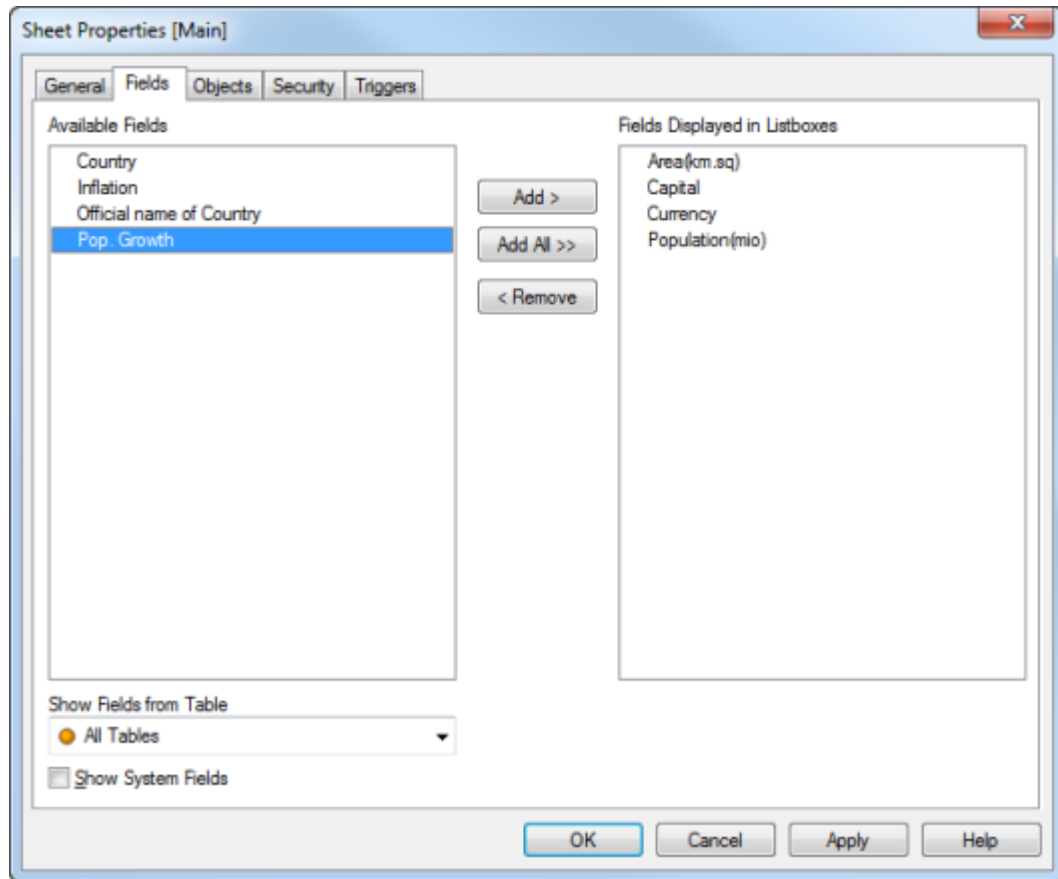 Sheet Properties [Main]
General Fields Objects Security Triggers
Available Fields
Country
Inflation
Official name of Country
Pop. Growth
Add >
Add All >>
< Remove
Fields Displayed in Listboxes
Area(km.sq)
Capital
Currency
Population(mio)
Show Fields from Table
All Tables
Show System Fields
OK Cancel Apply Help